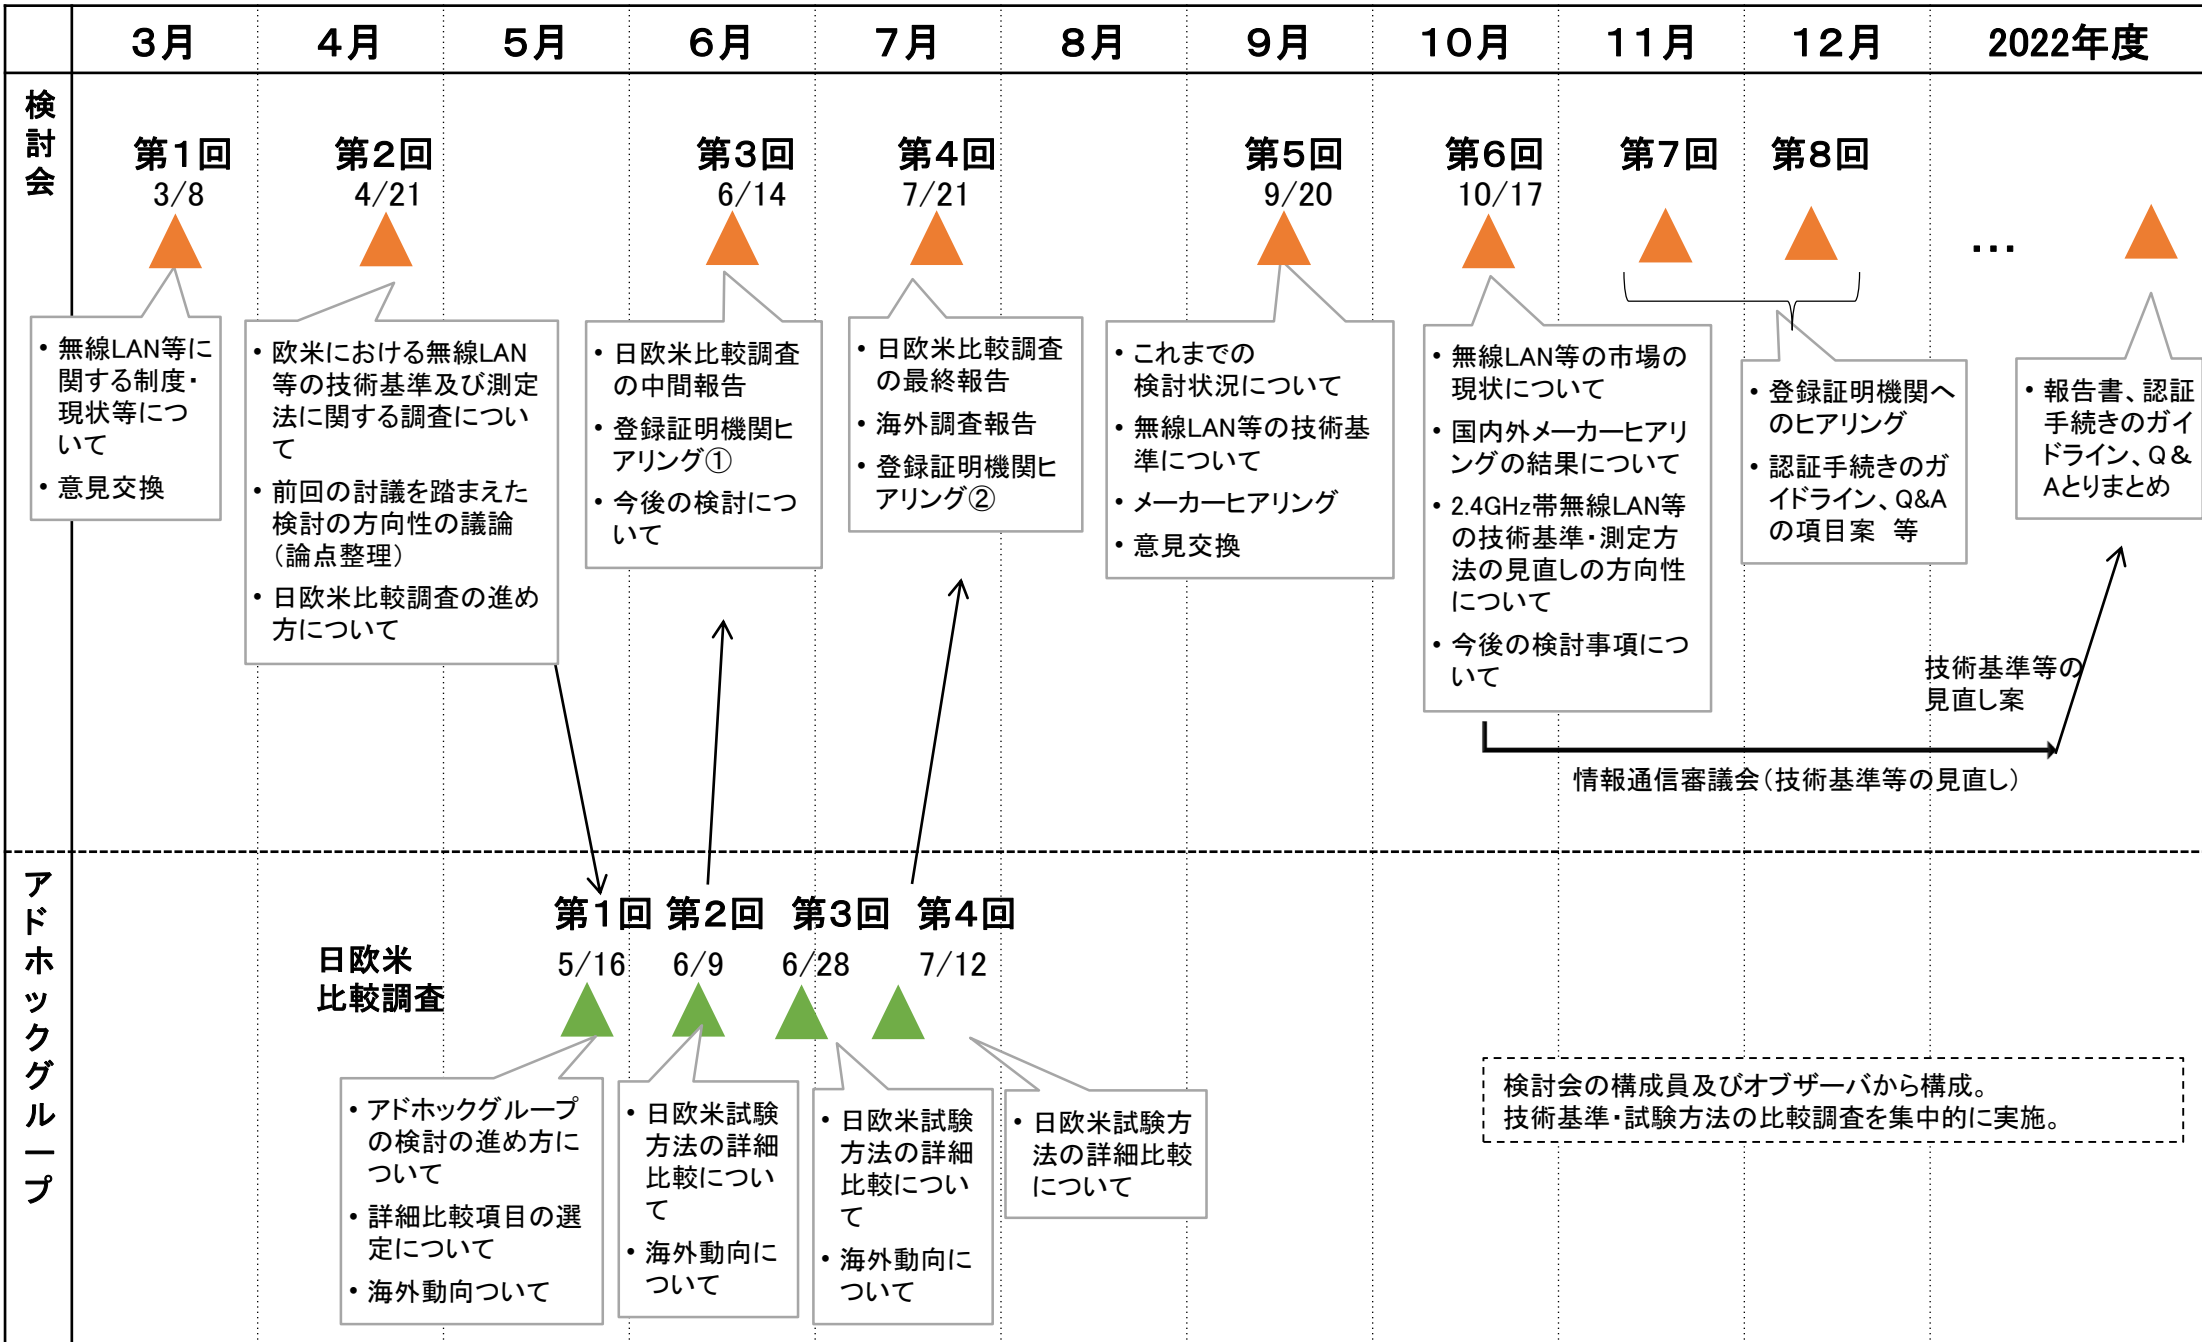 3月
4月
5月
6月
7月
8月
9月
10月
11月
12月
2022年度
検討会
第1回
3/8
第2回
4/21
第3回
6/14
第4回
7/21
第5回
9/20
第6回
10/17
第7回
第8回
…
• 無線LAN等に
関する制度・
現状等につ
いて
• 意見交換
• 欧米における無線LAN
等の技術基準及び測定
法に関する調査につい
て
• 前回の討議を踏まえた
検討の方向性の議論
（論点整理）
• 日欧米比較調査の進め
方について
• 日欧米比較調査
の中間報告
• 登録証明機関ヒ
アリング①
• 今後の検討につ
いて
• 日欧米比較調査
の最終報告
• 海外調査報告
• 登録証明機関ヒ
アリング②
• これまでの
検討状況について
• 無線LAN等の技術基
準について
• メーカーヒアリング
• 意見交換
• 無線LAN等の市場の
現状について
• 国内外メーカーヒアリ
ングの結果について
• 2.4GHz帯無線LAN等
の技術基準・測定方
法の見直しの方向性
について
• 今後の検討事項につ
いて
• 登録証明機関へ
のヒアリング
• 認証手続きのガ
イドライン、Q&A
の項目案 等
• 報告書、認証
手続きのガイ
ドライン、Q＆
Aとりまとめ
技術基準等の
見直し案
情報通信審議会（技術基準等の見直し）
アドホックグループ
日欧米
比較調査
第1回
5/16
第2回
6/9
第3回
6/28
第4回
7/12
• アドホックグループ
の検討の進め方に
ついて
• 詳細比較項目の選
定について
• 海外動向ついて
• 日欧米試験
方法の詳細
比較につい
て
• 海外動向に
ついて
• 日欧米試験
方法の詳細
比較につい
て
• 海外動向に
ついて
• 日欧米試験方
法の詳細比較
について
検討会の構成員及びオブザーバから構成。
技術基準・試験方法の比較調査を集中的に実施。